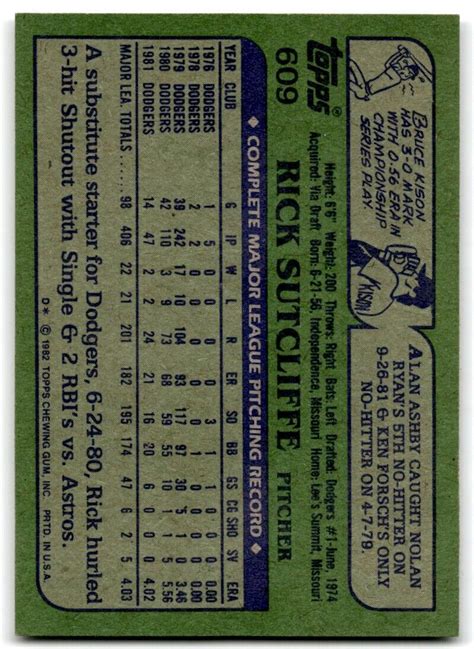 TOPPS®
609
RICK SUTCLIFFE
PITCHER
Height: 6'6" Weight: 200 Throws: Right Bats: Left Drafted: Dodgers #1-June, 1974
Acquired: Via Draft Born: 6-21-56, Independence, Missouri Home: Lee's Summit, Missouri
BRUCE KISON
HAS 3-0 MARK
WITH 0.56 ERA IN
CHAMPIONSHIP
SERIES PLAY.
KISON
ALAN ASHBY CAUGHT NOLAN
RYAN'S 5TH NO-HITTER ON
9-26-81 & KEN FORSCH'S ONLY
NO-HITTER ON 4-7-79.
COMPLETE MAJOR LEAGUE PITCHING RECORD
YEAR CLUB G IP W L R ER SO BB GS CG SHO SV ERA
1976 DODGERS 1 5 0 0 0 0 3 1 1 0 0 0 0.00
1978 DODGERS 2 2 0 0 0 0 0 1 0 0 0 0 0.00
1979 DODGERS 39 242 17 10 104 93 117 97 30 5 1 0 3.46
1980 DODGERS 42 110 3 9 73 68 59 55 10 1 1 5 5.56
1981 DODGERS 14 47 2 2 24 21 16 20 6 0 0 0 4.02
MAJOR LEA. TOTALS 98 406 22 21 201 182 195 174 47 6 2 5 4.03
A substitute starter for Dodgers, 6-24-80, Rick hurled
3-hit Shutout with Single & 2 RBI's vs. Astros.
D* © 1982 TOPPS CHEWING GUM, INC. PRTD. IN U.S.A.